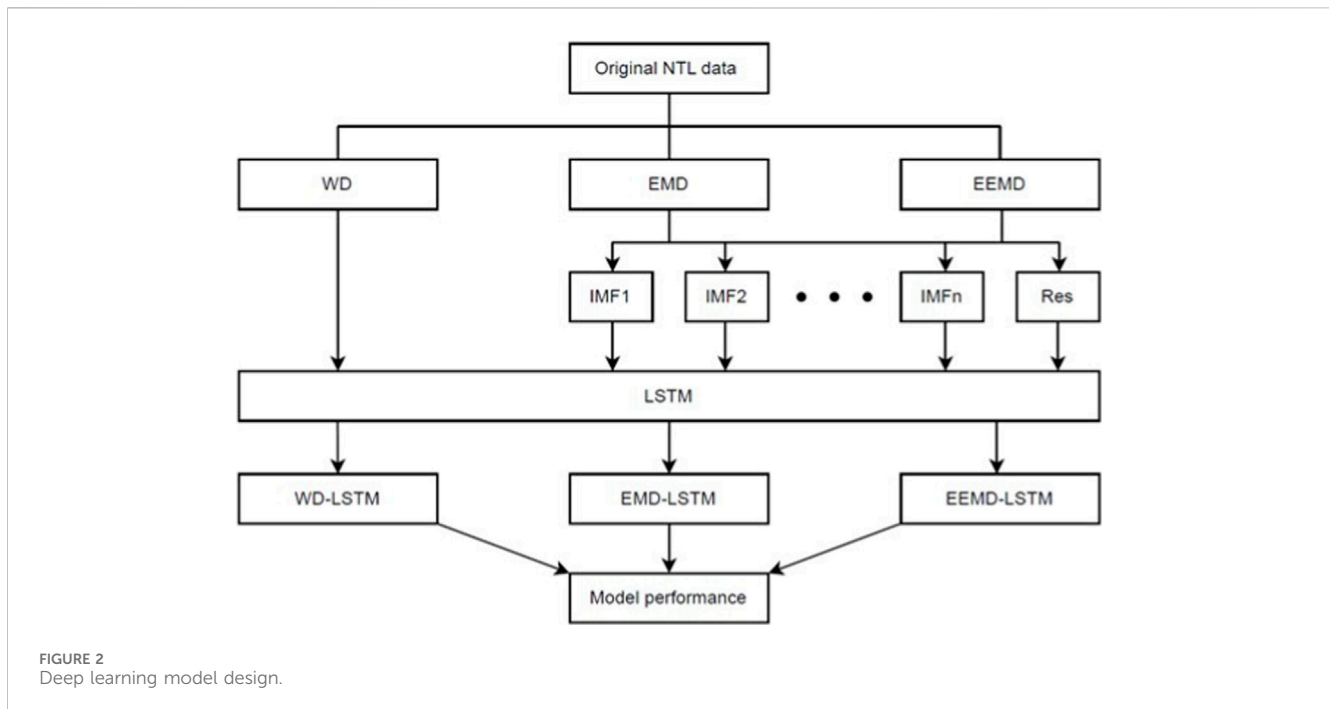 Original NTL data
WD
EMD
EEMD
IMF1
IMF2
IMFn
Res
LSTM
WD-LSTM
EMD-LSTM
EEMD-LSTM
Model performance
FIGURE 2
Deep learning model design.